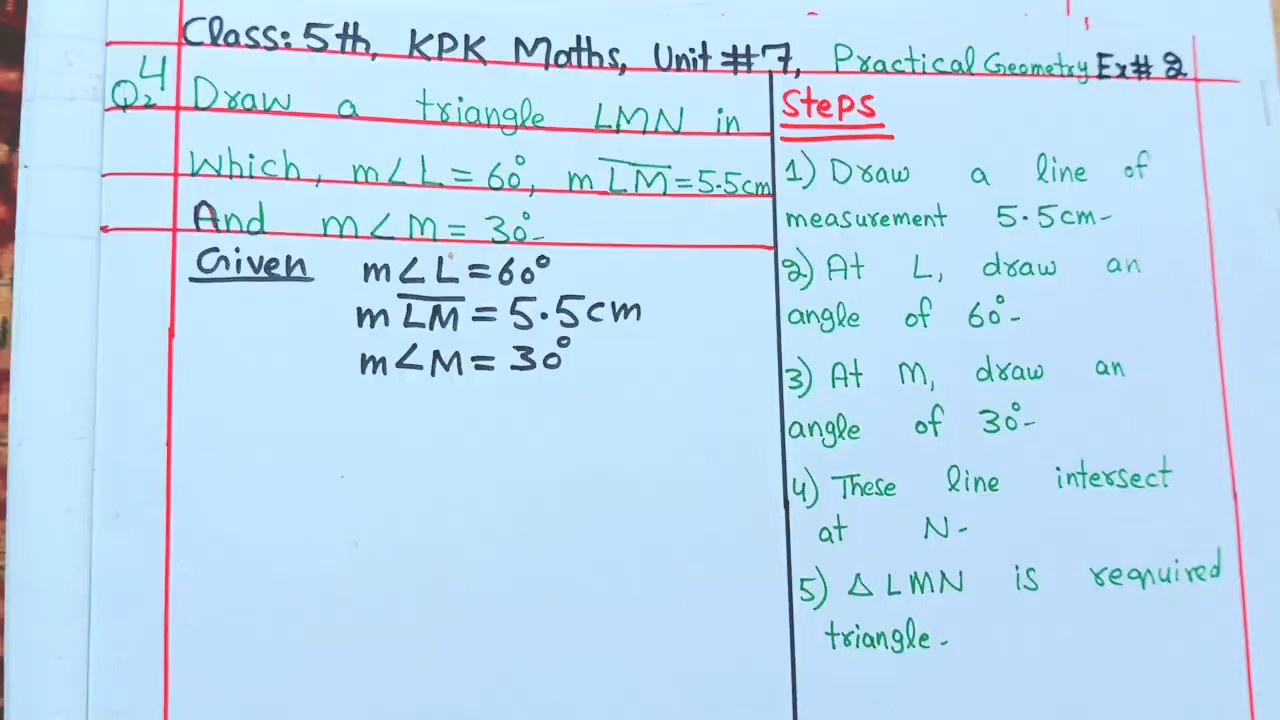 Class: 5th, KPK Maths, Unit #7, Practical Geometry Ex# 2
Q4 Draw a triangle LMN in
Which, m∠L = 60°, m LM̅ = 5.5cm
And m∠M = 30°-
Given m∠L = 60°
m L̅M̅ = 5.5cm
m∠M = 30°
Steps
1) Draw a line of
measurement 5.5cm-
2) At L, draw an
angle of 60°-
3) At M, draw an
angle of 30°-
4) These line intersect
at N-
5) △LMN is required
triangle-